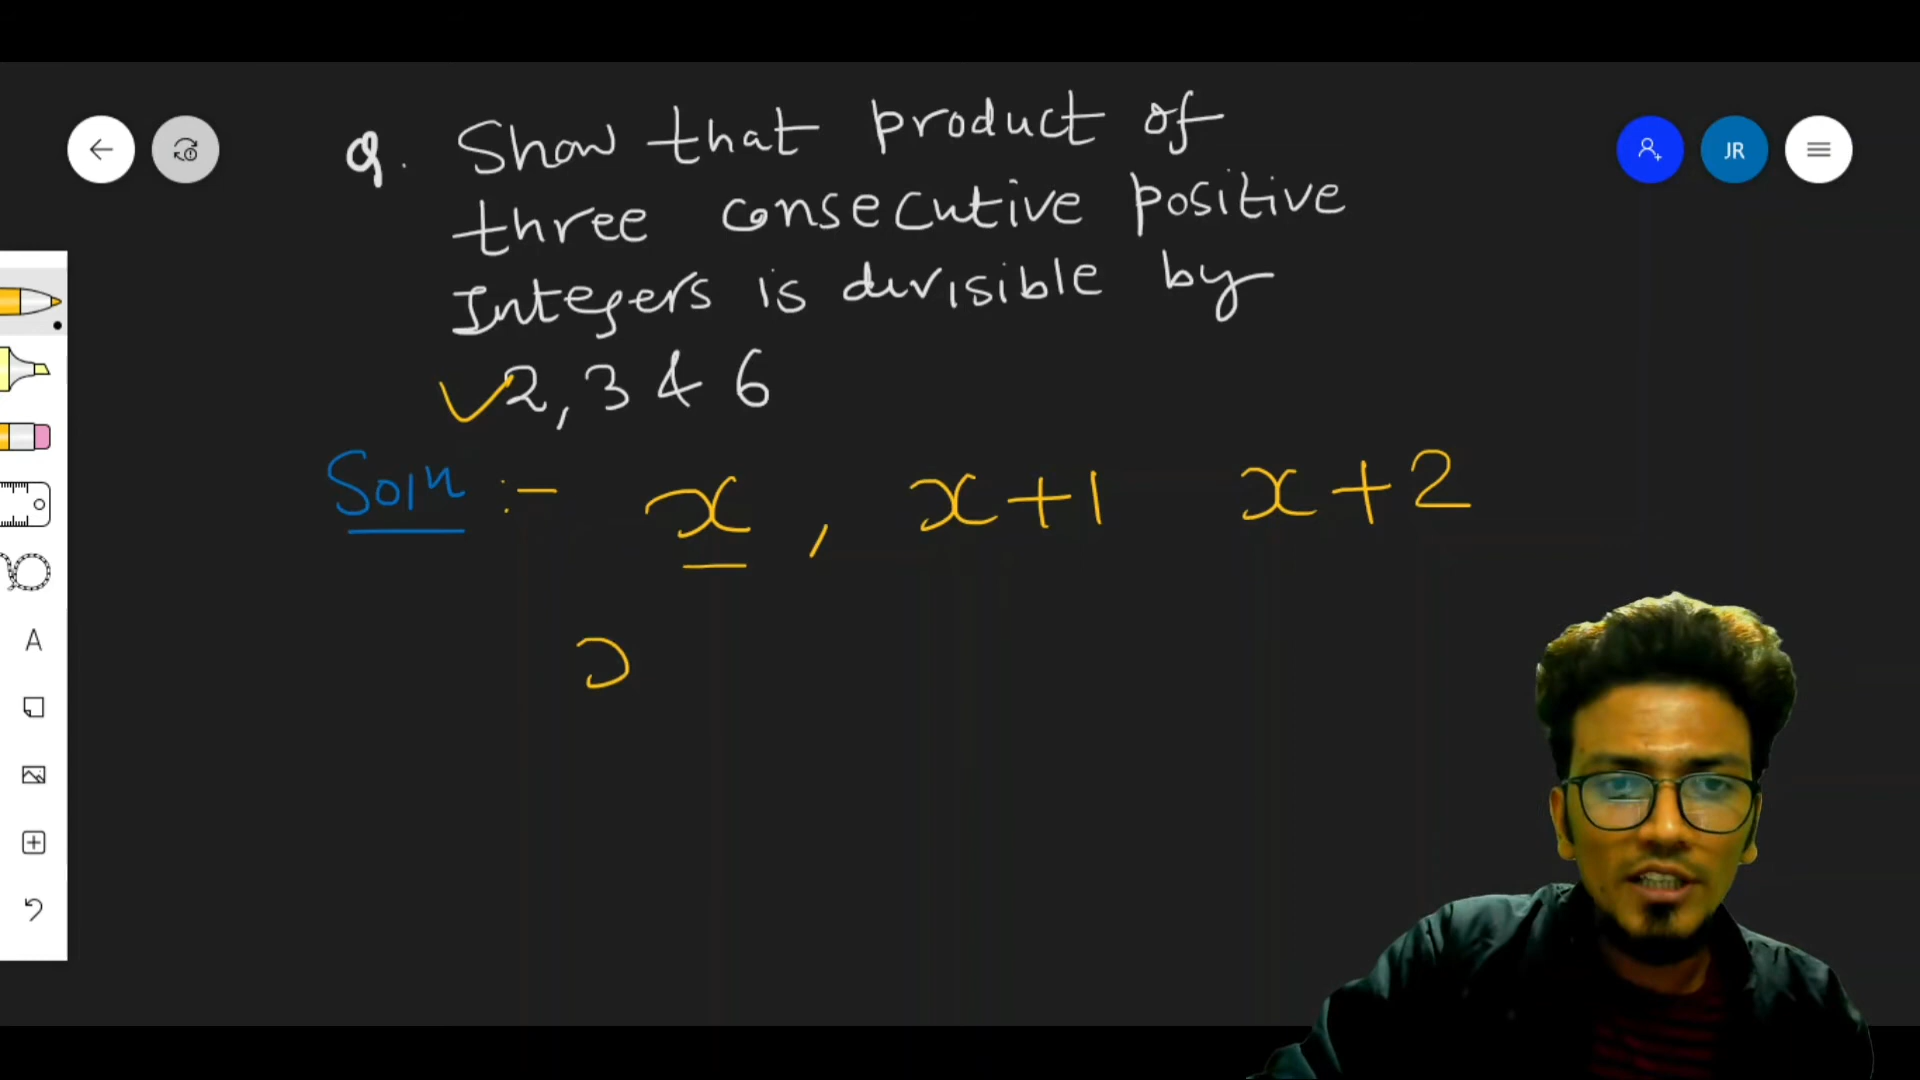 Q. Show that product of
three consecutive positive
Integers is divisible by
2, 3 & 6
Soln :- x , x+1 x+2
JR
A